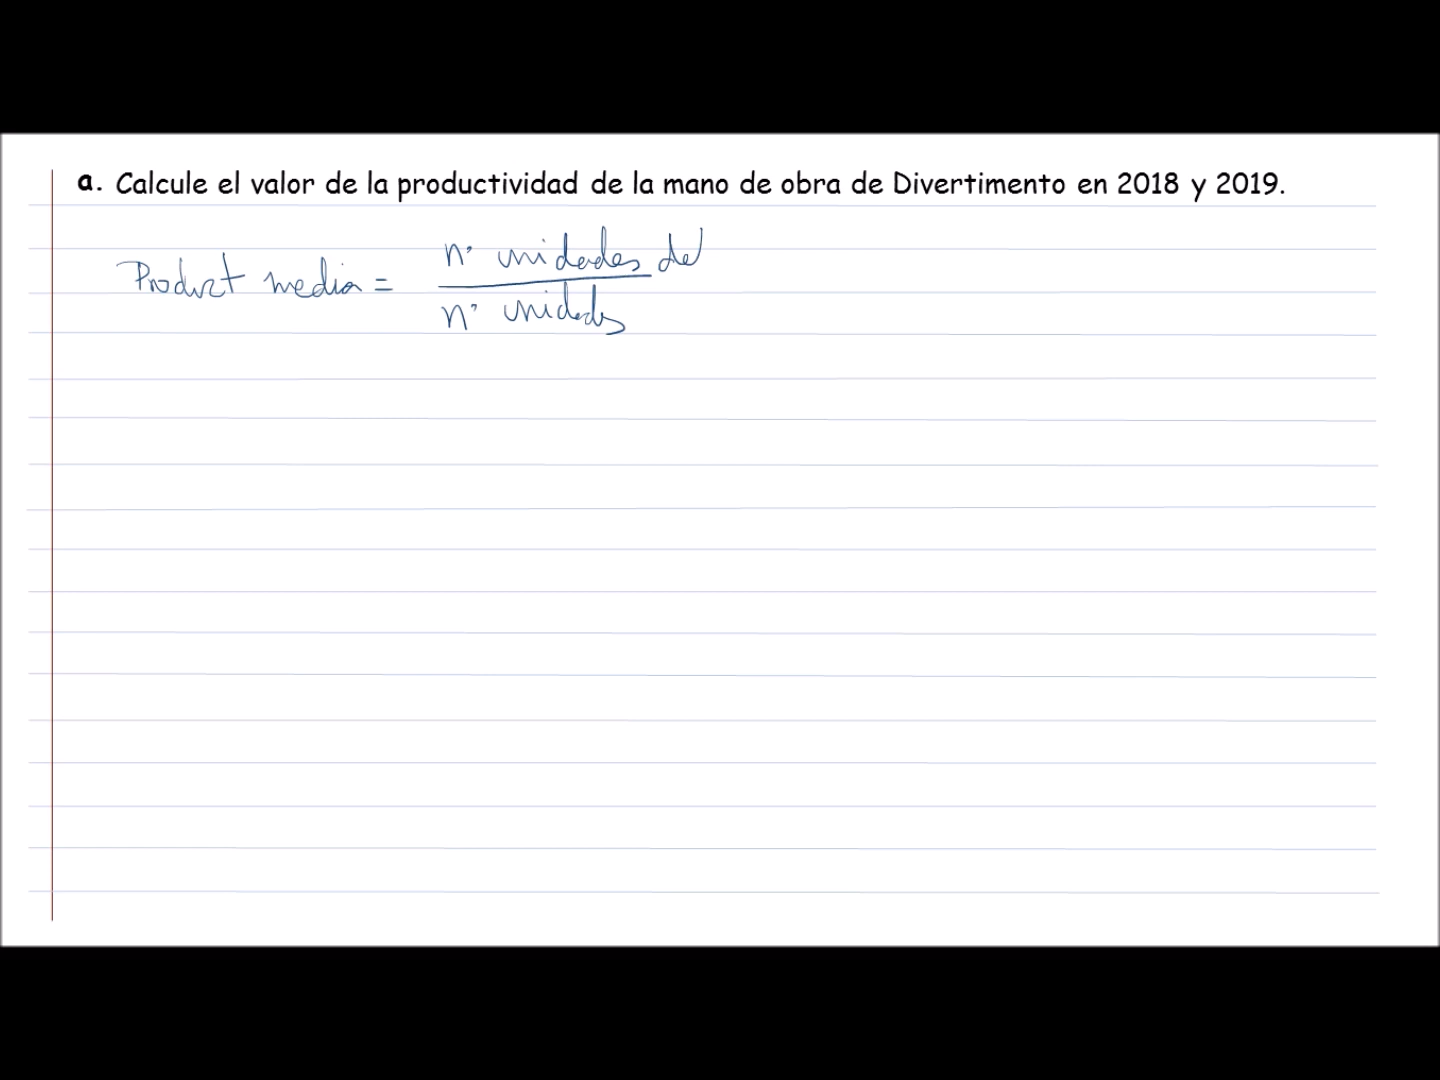 a. Calcule el valor de la productividad de la mano de obra de Divertimento en 2018 y 2019.
Product media = nº unidades del
nº unidades